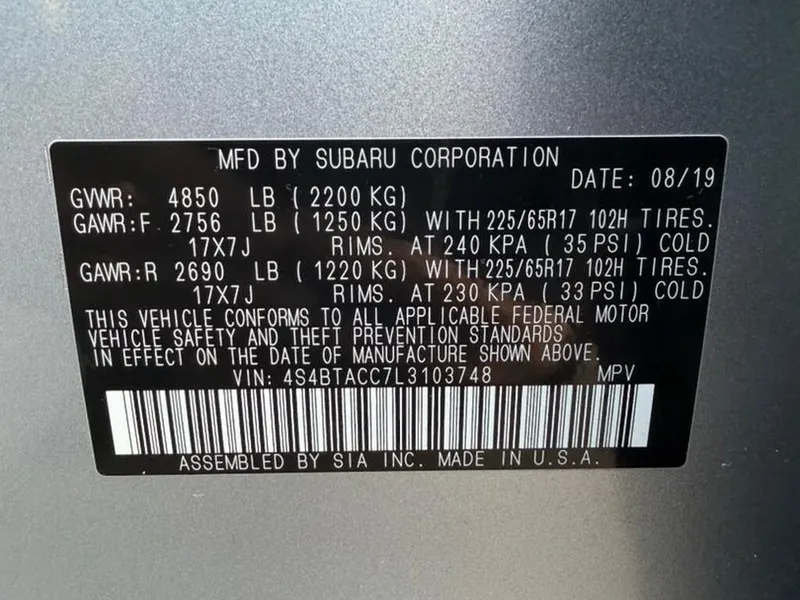 MFD BY SUBARU CORPORATION
DATE: 08/19
GVWR: 4850 LB ( 2200 KG)
GAWR:F 2756 LB ( 1250 KG) WITH 225/65R17 102H TIRES.
17X7J RIMS. AT 240 KPA ( 35 PSI) COLD
GAWR:R 2690 LB ( 1220 KG) WITH 225/65R17 102H TIRES.
17X7J RIMS. AT 230 KPA ( 33 PSI) COLD
THIS VEHICLE CONFORMS TO ALL APPLICABLE FEDERAL MOTOR
VEHICLE SAFETY AND THEFT PREVENTION STANDARDS
IN EFFECT ON THE DATE OF MANUFACTURE SHOWN ABOVE.
VIN: 4S4BTACC7L3103748 MPV
ASSEMBLED BY SIA INC. MADE IN U.S.A.